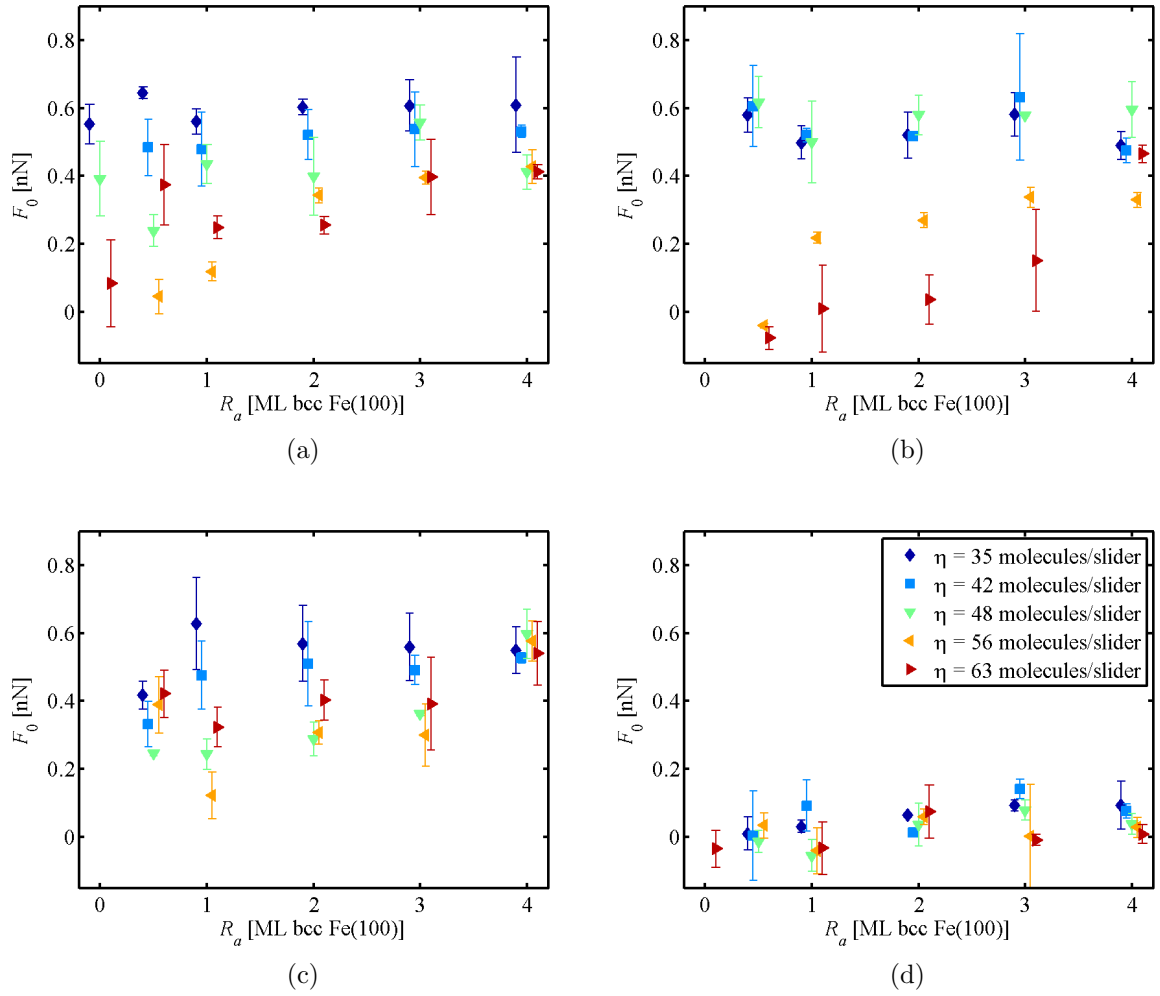 0.8
0.6
0.4
0.2
0
F₀ [nN]
0 1 2 3 4
Rₐ [ML bcc Fe(100)]
(a)
0.8
0.6
0.4
0.2
0
F₀ [nN]
0 1 2 3 4
Rₐ [ML bcc Fe(100)]
(b)
0.8
0.6
0.4
0.2
0
F₀ [nN]
0 1 2 3 4
Rₐ [ML bcc Fe(100)]
(c)
0.8
0.6
0.4
0.2
0
F₀ [nN]
η = 35 molecules/slider
η = 42 molecules/slider
η = 48 molecules/slider
η = 56 molecules/slider
η = 63 molecules/slider
0 1 2 3 4
Rₐ [ML bcc Fe(100)]
(d)